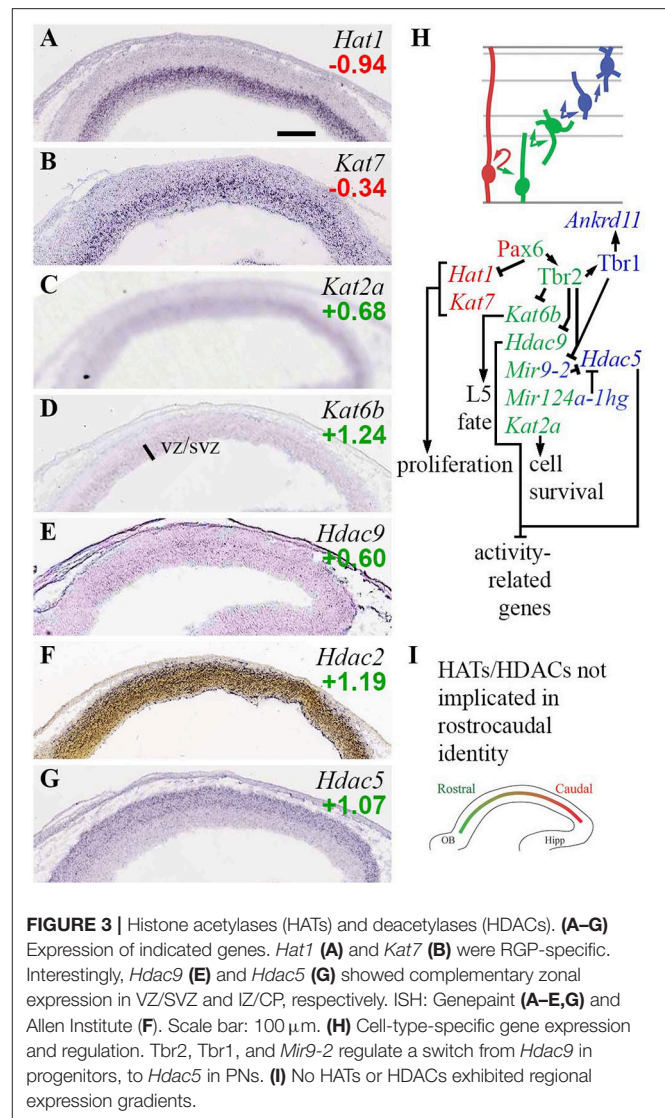 A
Hat1
-0.94
B
Kat7
-0.34
C
Kat2a
+0.68
D
Kat6b
+1.24
vz/svz
E
Hdac9
+0.60
F
Hdac2
+1.19
G
Hdac5
+1.07
H
Ankrd11
Pax6
Tbr1
Hat1
Tbr2
Kat7
Kat6b
Hdac9
Mir9-2
Hdac5
L5
fate
Mir124a-1hg
Kat2a
proliferation
cell
survival
activity-
related
genes
I
HATs/HDACs not
implicated in
rostrocaudal
identity
Rostral
Caudal
OB
Hipp
FIGURE 3 | Histone acetylases (HATs) and deacetylases (HDACs). (A–G)
Expression of indicated genes. Hat1 (A) and Kat7 (B) were RGP-specific.
Interestingly, Hdac9 (E) and Hdac5 (G) showed complementary zonal
expression in VZ/SVZ and IZ/CP, respectively. ISH: Genepaint (A–E,G) and
Allen Institute (F). Scale bar: 100 μm. (H) Cell-type-specific gene expression
and regulation. Tbr2, Tbr1, and Mir9-2 regulate a switch from Hdac9 in
progenitors, to Hdac5 in PNs. (I) No HATs or HDACs exhibited regional
expression gradients.